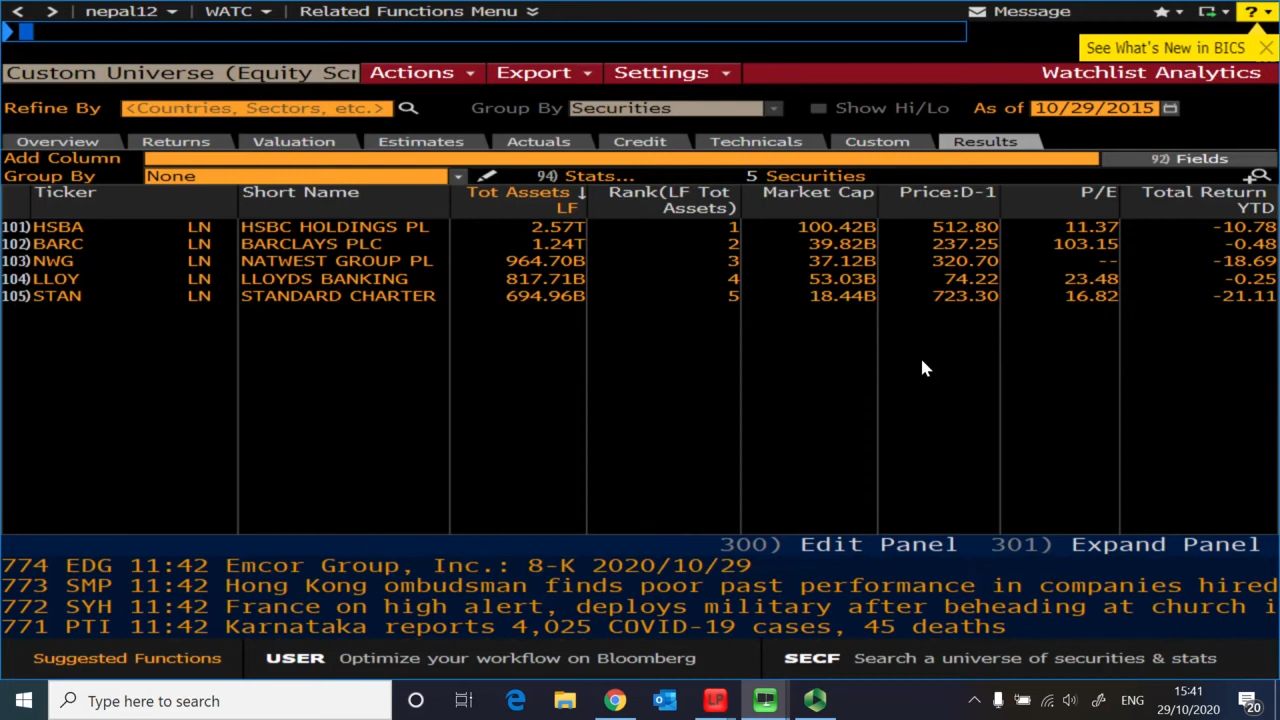 < > nepal12 WATC Related Functions Menu Message ?
See What's New in BICS X
Custom Universe (Equity Scr Actions Export Settings Watchlist Analytics
Refine By <Countries, Sectors, etc.> Group By Securities Show Hi/Lo As of 10/29/2015
Overview Returns Valuation Estimates Actuals Credit Technicals Custom Results
Add Column 92) Fields
Group By None 94) Stats... 5 Securities
Ticker Short Name Tot Assets ↓ Rank(LF Tot Market Cap Price:D-1 P/E Total Return
LF Assets) YTD
101) HSBA LN HSBC HOLDINGS PL 2.57T 1 100.42B 512.80 11.37 -10.78
102) BARC LN BARCLAYS PLC 1.24T 2 39.82B 237.25 103.15 -0.48
103) NWG LN NATWEST GROUP PL 964.70B 3 37.12B 320.70 -- -18.69
104) LLOY LN LLOYDS BANKING 817.71B 4 53.03B 74.22 23.48 -0.25
105) STAN LN STANDARD CHARTER 694.96B 5 18.44B 723.30 16.82 -21.11
300) Edit Panel 301) Expand Panel
774 EDG 11:42 Emcor Group, Inc.: 8-K 2020/10/29
773 SMP 11:42 Hong Kong ombudsman finds poor past performance in companies hired
772 SYH 11:42 France on high alert, deploys military after beheading at church i
771 PTI 11:42 Karnataka reports 4,025 COVID-19 cases, 45 deaths
Suggested Functions USER Optimize your workflow on Bloomberg SECF Search a universe of securities & stats
Type here to search LP ENG 15:41
29/10/2020 20